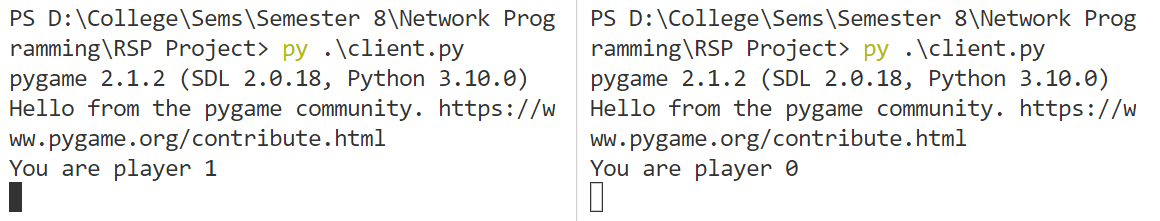 PS D:\College\Sems\Semester 8\Network Prog
ramming\RSP Project> py .\client.py
pygame 2.1.2 (SDL 2.0.18, Python 3.10.0)
Hello from the pygame community. https://w
ww.pygame.org/contribute.html
You are player 1
PS D:\College\Sems\Semester 8\Network Prog
ramming\RSP Project> py .\client.py
pygame 2.1.2 (SDL 2.0.18, Python 3.10.0)
Hello from the pygame community. https://w
ww.pygame.org/contribute.html
You are player 0